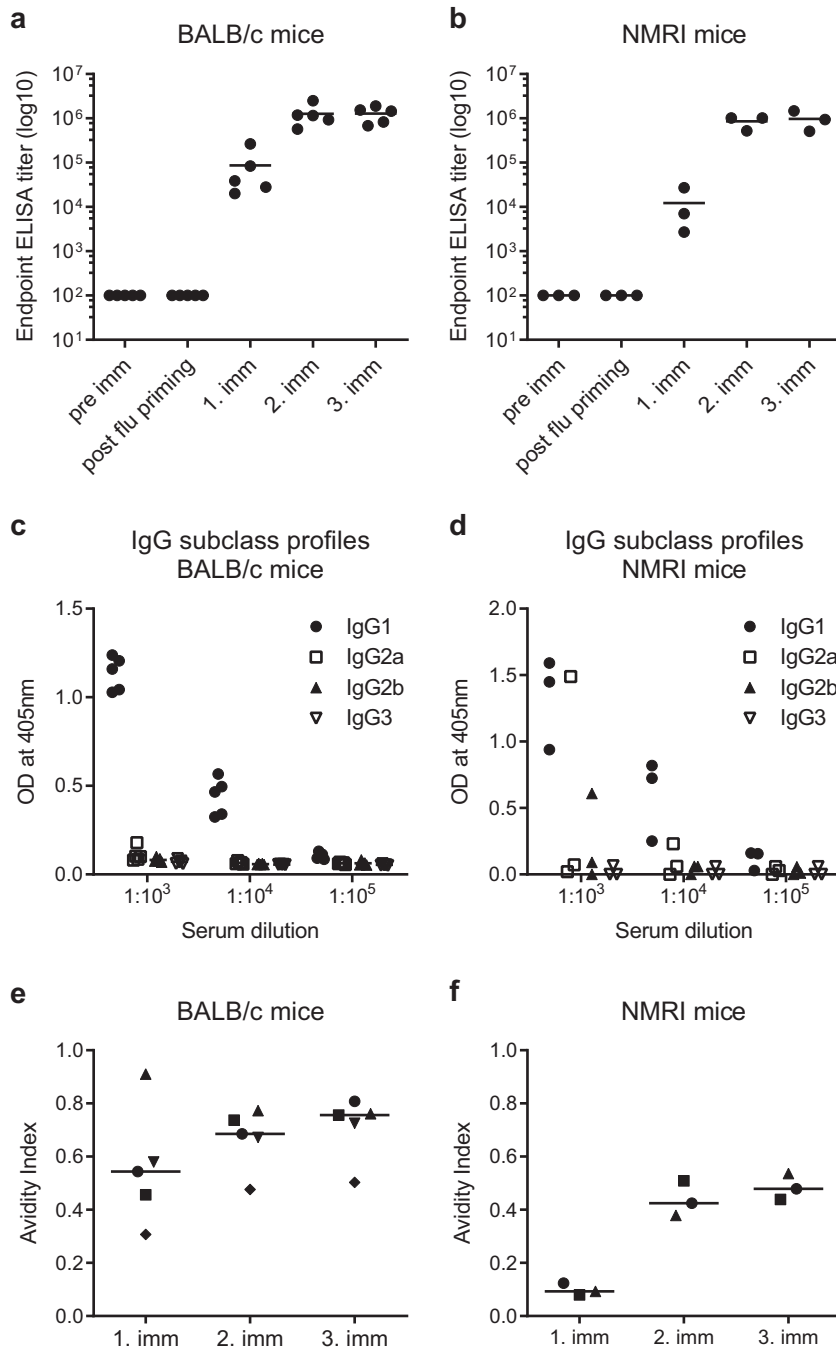 a
BALB/c mice
Endpoint ELISA titer (log10)
10⁷
10⁶
10⁵
10⁴
10³
10²
10¹
pre imm
post flu priming
1. imm
2. imm
3. imm
b
NMRI mice
Endpoint ELISA titer (log10)
10⁷
10⁶
10⁵
10⁴
10³
10²
10¹
pre imm
post flu priming
1. imm
2. imm
3. imm
c
IgG subclass profiles
BALB/c mice
OD at 405nm
1.5
1.0
0.5
0.0
IgG1
IgG2a
IgG2b
IgG3
1:10³
1:10⁴
1:10⁵
Serum dilution
d
IgG subclass profiles
NMRI mice
OD at 405nm
2.0
1.5
1.0
0.5
0.0
IgG1
IgG2a
IgG2b
IgG3
1:10³
1:10⁴
1:10⁵
Serum dilution
e
BALB/c mice
Avidity Index
1.0
0.8
0.6
0.4
0.2
0.0
1. imm
2. imm
3. imm
f
NMRI mice
Avidity Index
1.0
0.8
0.6
0.4
0.2
0.0
1. imm
2. imm
3. imm